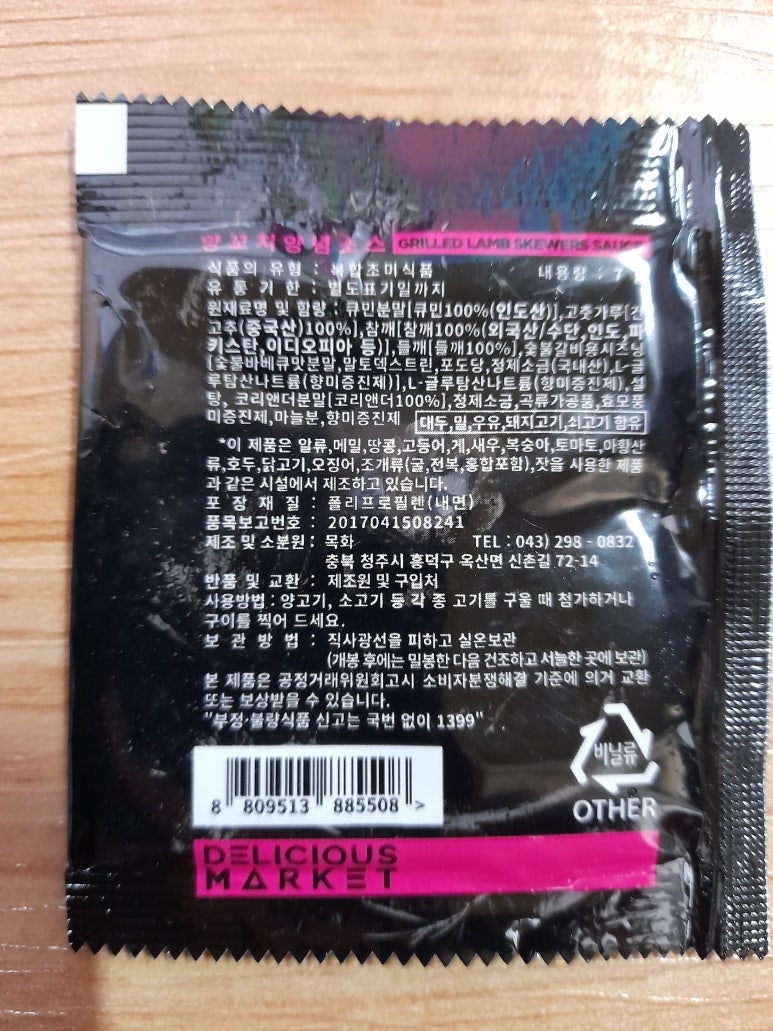 양꼬치양념소스 GRILLED LAMB SKEWERS SAUCE
식품의 유형 : 복합조미식품 내용량 : 7
유통기한 : 별도표기일까지
원재료명 및 함량 : 큐민분말[큐민100%(인도산)],고춧가루[건
고추(중국산)100%],참깨[참깨100%(외국산/수단,인도,파
키스탄,이디오피아 등)],들깨[들깨100%],숯불갈비용시즈닝
[숯불바베큐맛분말,말토덱스트린,포도당,정제소금(국내산),L-글
루탐산나트륨(향미증진제)],L-글루탐산나트륨(향미증진제),설
탕, 코리앤더분말[코리앤더100%],정제소금,곡류가공품,효모풍
미증진제,마늘분,향미증진제 대두,밀,우유,돼지고기,쇠고기 함유
*이 제품은 알류,메밀,땅콩,고등어,게,새우,복숭아,토마토,아황산
류,호두,닭고기,오징어,조개류(굴,전복,홍합포함),잣을 사용한 제품
과 같은 시설에서 제조하고 있습니다.
포장재질 : 폴리프로필렌(내면)
품목보고번호 : 2017041508241
제조 및 소분원 : 목화 TEL : 043) 298 - 0832
충북 청주시 흥덕구 옥산면 신촌길 72-14
반품 및 교환 : 제조원 및 구입처
사용방법 : 양고기, 소고기 등 각 종 고기를 구울 때 첨가하거나
구이를 찍어 드세요.
보관방법 : 직사광선을 피하고 실온보관
(개봉 후에는 밀봉한 다음 건조하고 서늘한 곳에 보관)
본 제품은 공정거래위원회고시 소비자분쟁해결 기준에 의거 교환
또는 보상받을 수 있습니다.
"부정·불량식품 신고는 국번 없이 1399"
비닐류
OTHER
8 809513 885508 >
DELICIOUS
MARKET